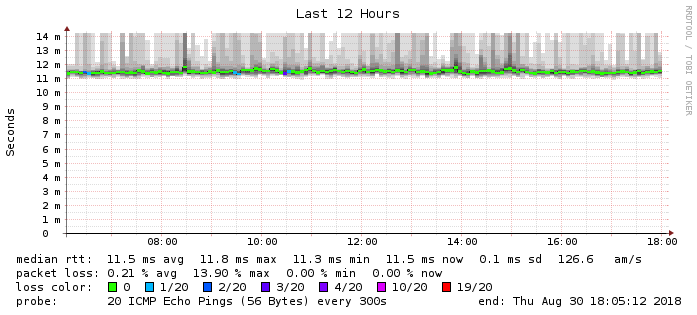 Last 12 Hours
RRDTOOL / TOBI OETIKER
Seconds
14 m
13 m
12 m
11 m
10 m
9 m
8 m
7 m
6 m
5 m
4 m
3 m
2 m
1 m
0
08:00 10:00 12:00 14:00 16:00 18:00
median rtt: 11.5 ms avg 11.8 ms max 11.3 ms min 11.5 ms now 0.1 ms sd 126.6 am/s
packet loss: 0.21 % avg 13.90 % max 0.00 % min 0.00 % now
loss color: 0 1/20 2/20 3/20 4/20 10/20 19/20
probe: 20 ICMP Echo Pings (56 Bytes) every 300s end: Thu Aug 30 18:05:12 2018